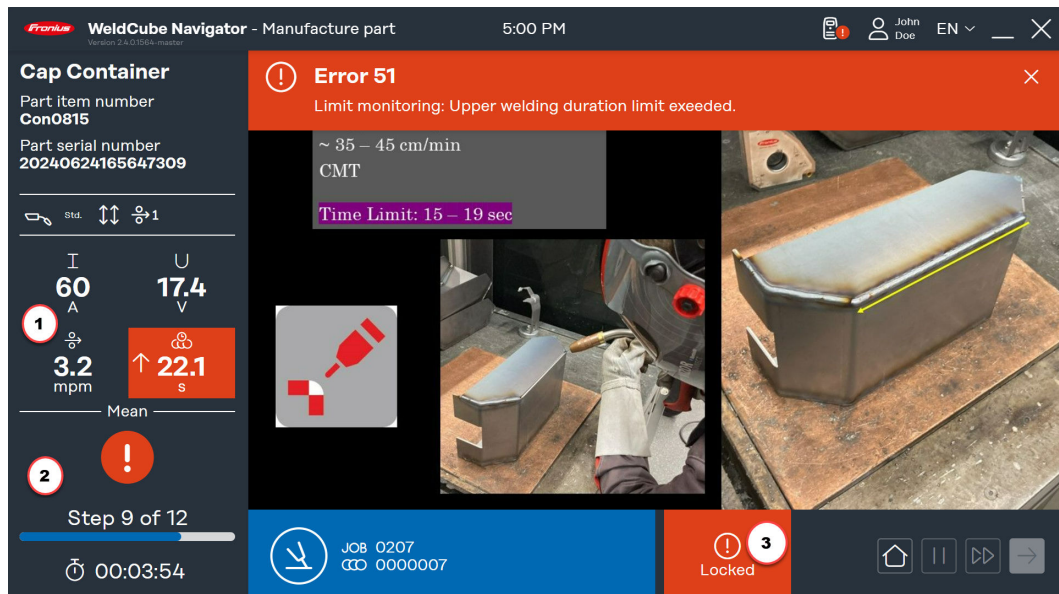 Fronius
WeldCube Navigator - Manufacture part
Version 2.4.0.1564-master
5:00 PM
John
Doe
EN
Cap Container
Part item number
Con0815
Part serial number
20240624165647309
Std.
1
I
60
A
U
17.4
V
1
3.2
mpm
22.1
s
Mean
2
Step 9 of 12
00:03:54
Error 51
Limit monitoring: Upper welding duration limit exeeded.
~ 35 – 45 cm/min
CMT
Time Limit: 15 – 19 sec
JOB 0207
0000007
3
Locked